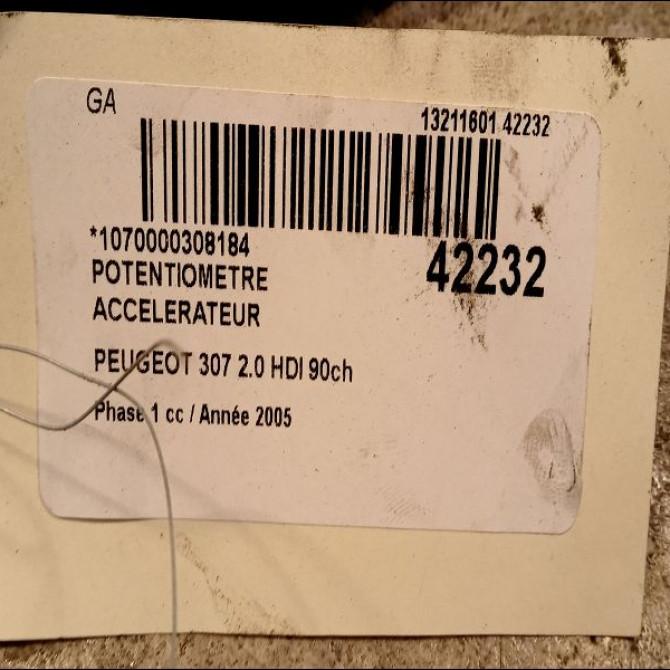 GA
13211601 42232
*1070000308184
42232
POTENTIOMETRE
ACCELERATEUR
PEUGEOT 307 2.0 HDI 90ch
Phase 1 cc / Année 2005